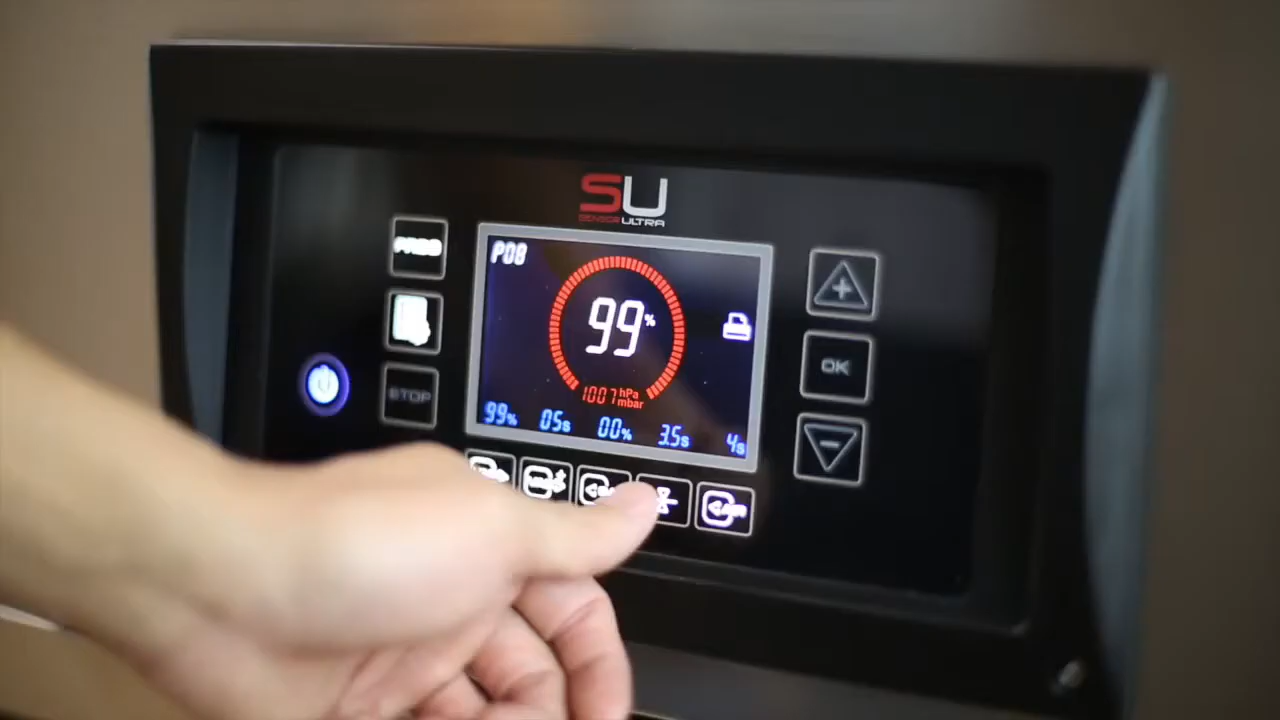 SU
SENSOR ULTRA
PROG
P08
99%
1007 hPa
mbar
STOP
OK
99% 05s 00% 3.5s 4s